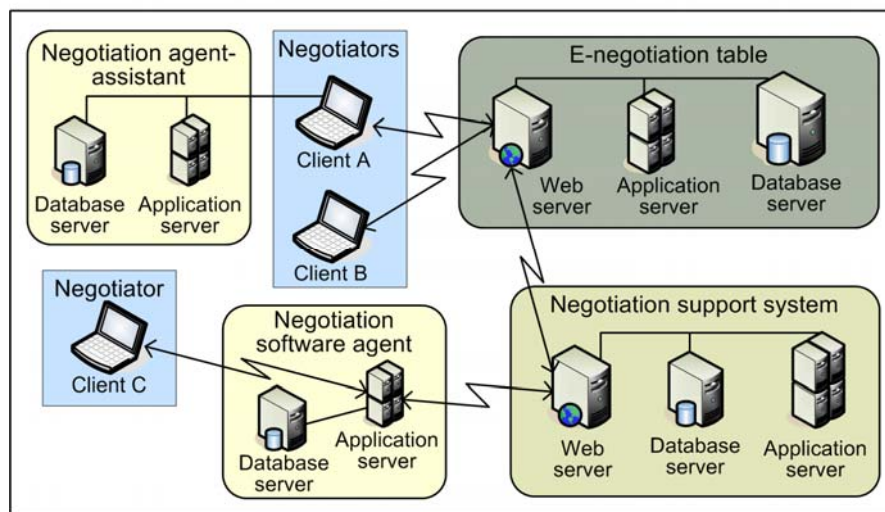 Negotiation agent-
assistant
Database
server
Application
server
Negotiators
Client A
Client B
E-negotiation table
Web
server
Application
server
Database
server
Negotiator
Client C
Negotiation
software agent
Database
server
Application
server
Negotiation support system
Web
server
Database
server
Application
server